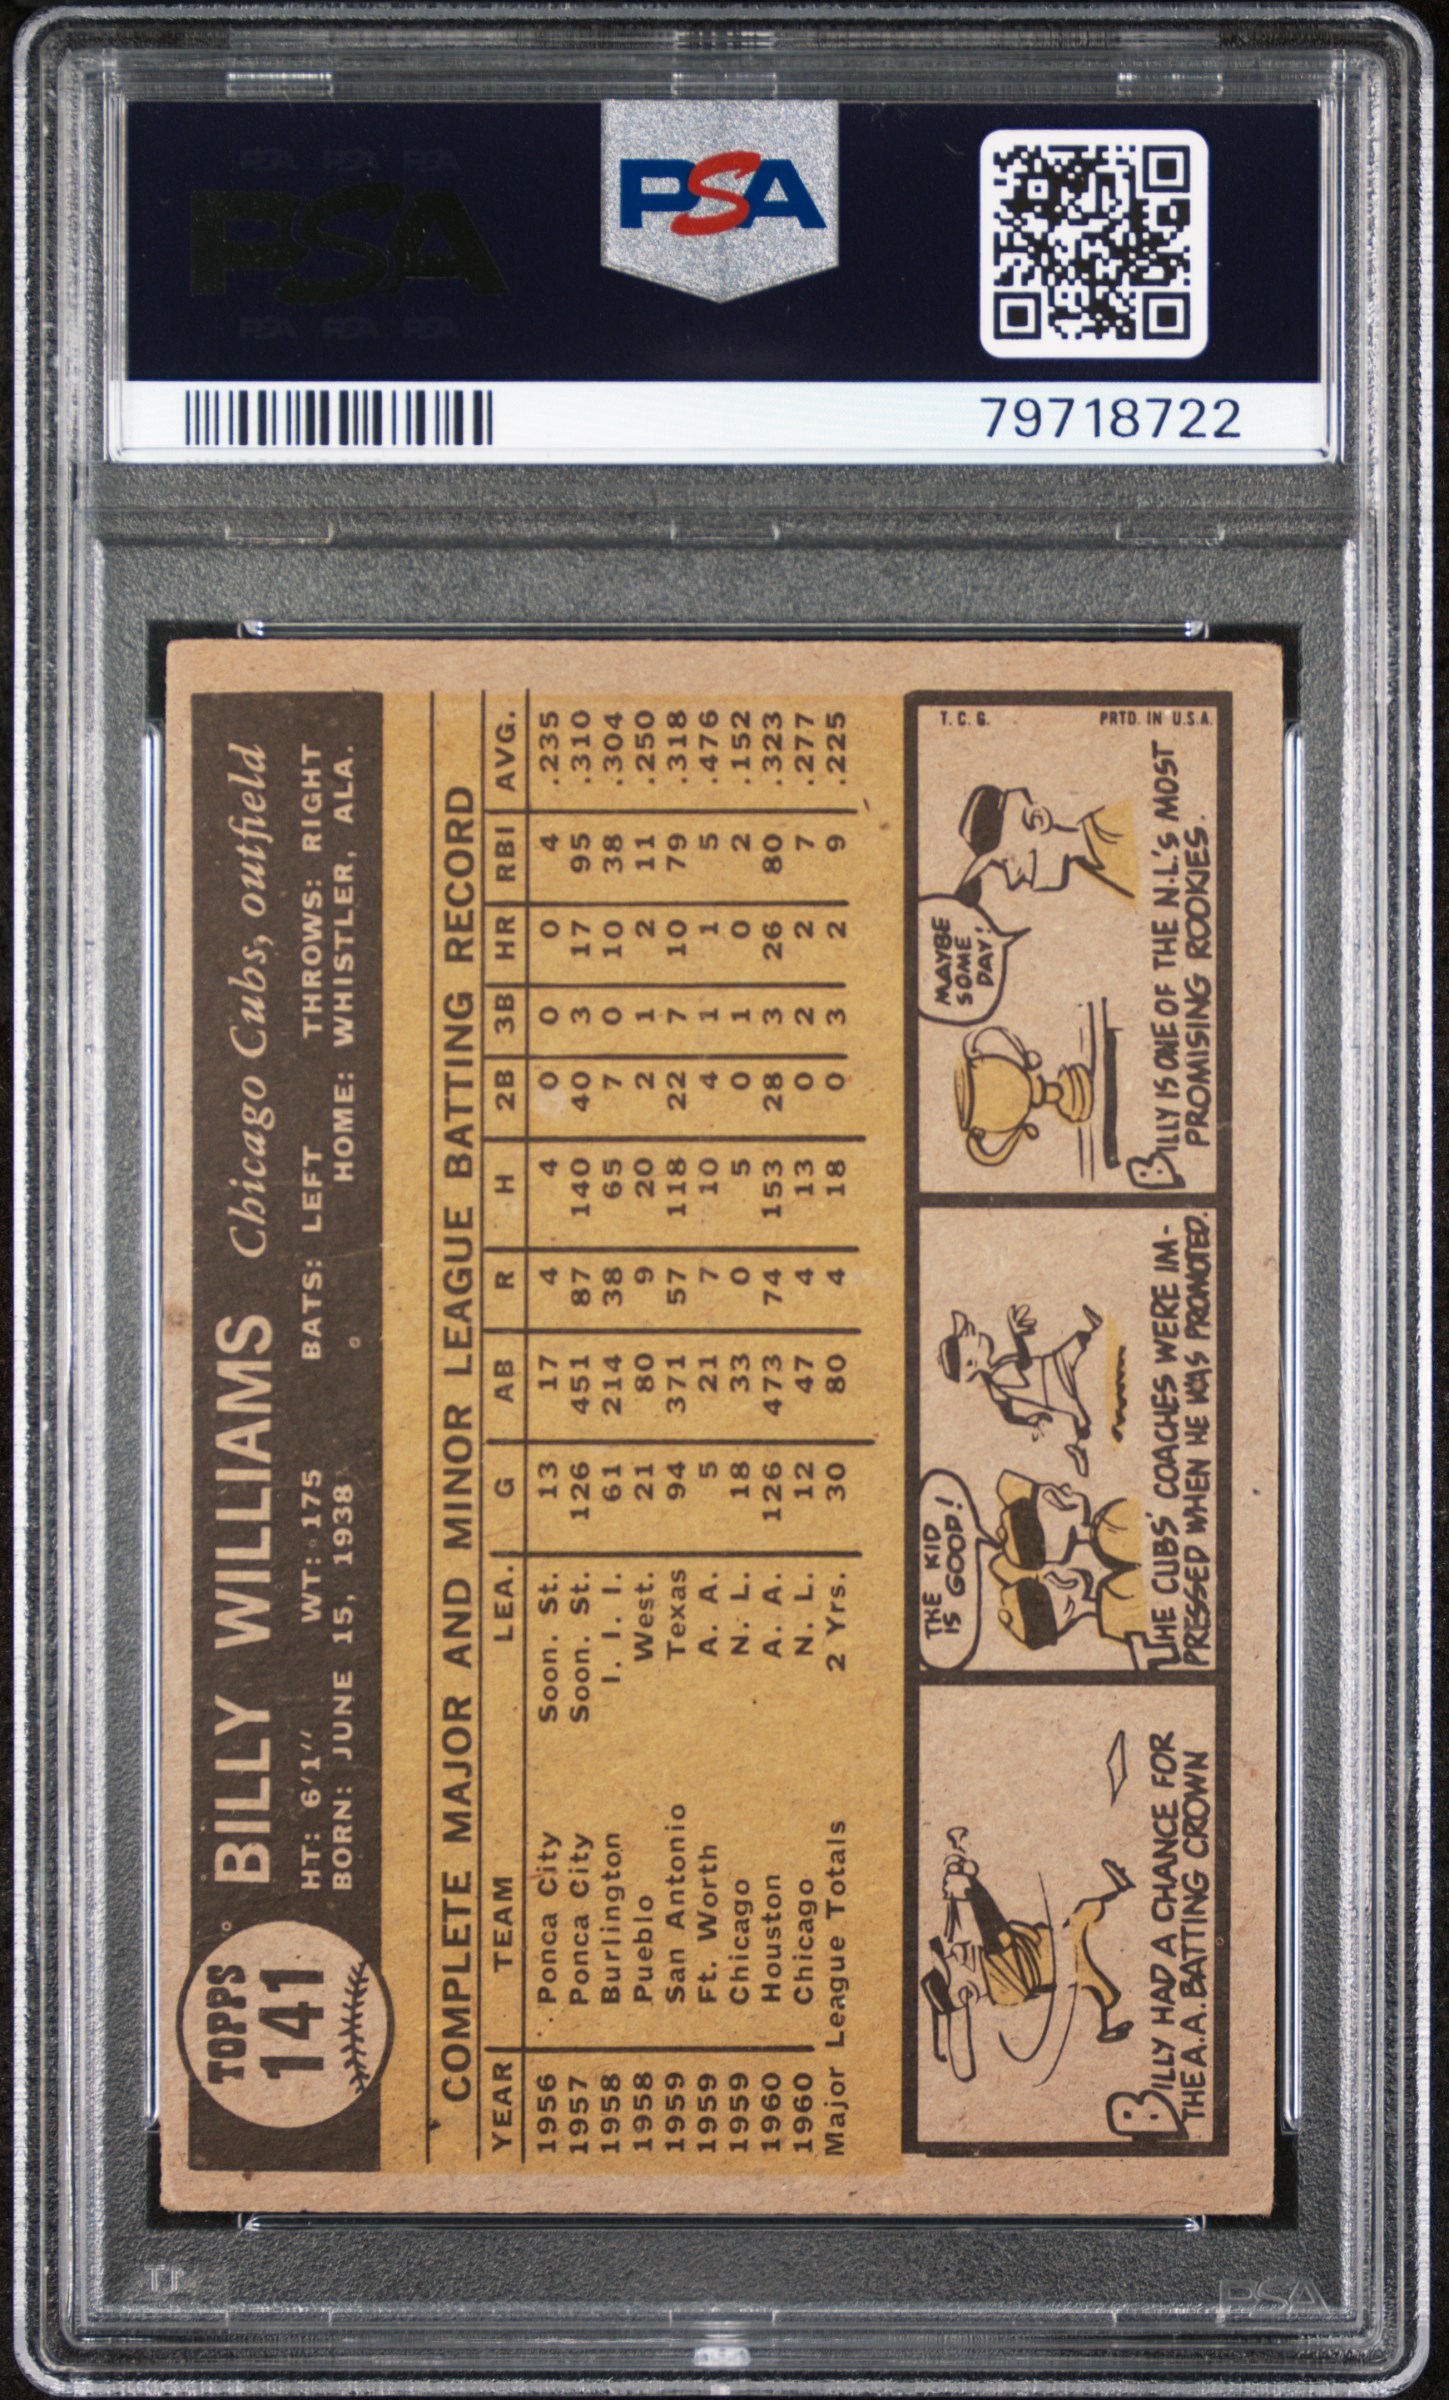 PSA PSA PSA
PSA
PSA PSA PSA
PSA
79718722
TOPPS
141
BILLY WILLIAMS Chicago Cubs, outfield
HT: 6'1" WT: 175 BATS: LEFT THROWS: RIGHT
BORN: JUNE 15, 1938 HOME: WHISTLER, ALA.
COMPLETE MAJOR AND MINOR LEAGUE BATTING RECORD
YEAR TEAM LEA. G AB R H 2B 3B HR RBI AVG.
1956 Ponca City Soon. St. 13 17 4 4 0 0 0 4 .235
1957 Ponca City Soon. St. 126 451 87 140 40 3 17 95 .310
1958 Burlington I. I. I. 61 214 38 65 7 0 10 38 .304
1958 Pueblo West. 21 80 9 20 2 1 2 11 .250
1959 San Antonio Texas 94 371 57 118 22 7 10 79 .318
1959 Ft. Worth A. A. 5 21 7 10 4 1 1 5 .476
1959 Chicago N. L. 18 33 0 5 0 1 0 2 .152
1960 Houston A. A. 126 473 74 153 28 3 26 80 .323
1960 Chicago N. L. 12 47 4 13 0 2 2 7 .277
Major League Totals 2 Yrs. 30 80 4 18 0 3 2 9 .225
BILLY HAD A CHANCE FOR
THE A.A. BATTING CROWN
THE KID
IS GOOD!
THE CUBS' COACHES WERE IM-
PRESSED WHEN HE WAS PROMOTED.
MAYBE
SOME
DAY!
BILLY IS ONE OF THE N.L.'S MOST
PROMISING ROOKIES.
T. C. G.
PRTD. IN U.S.A.
PSA